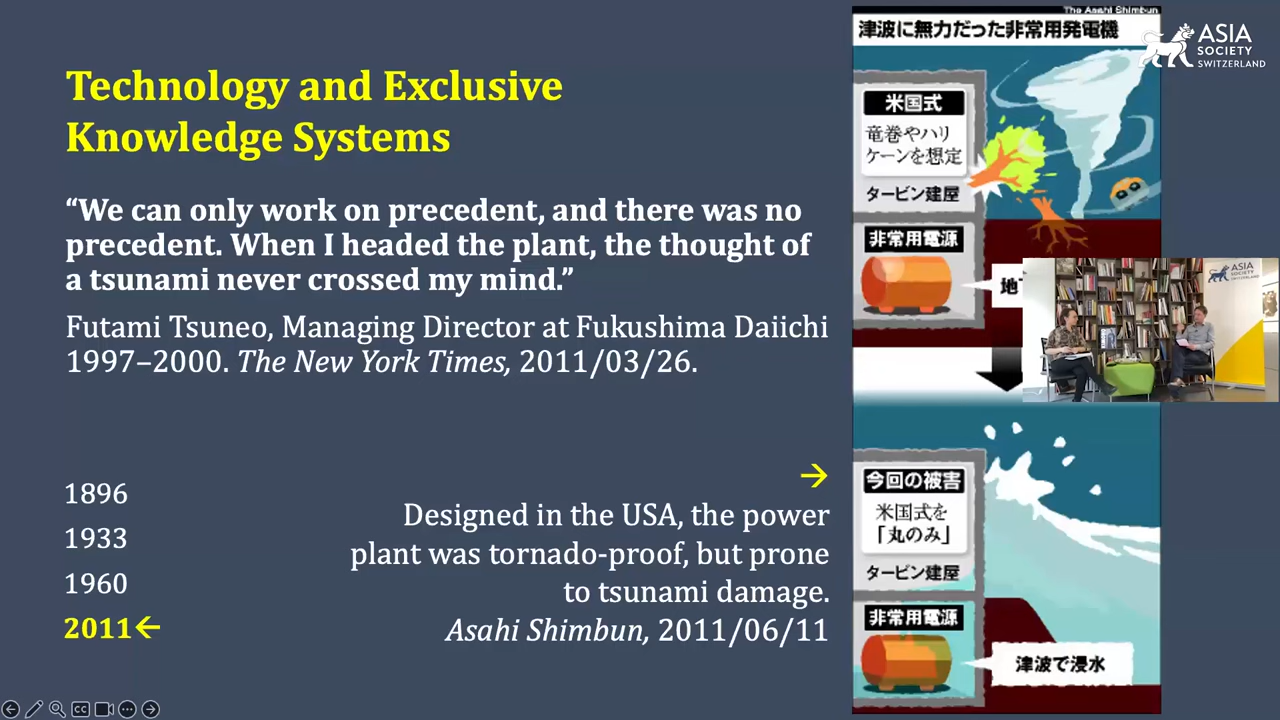 Technology and Exclusive
Knowledge Systems
“We can only work on precedent, and there was no
precedent. When I headed the plant, the thought of
a tsunami never crossed my mind.”
Futami Tsuneo, Managing Director at Fukushima Daiichi
1997–2000. The New York Times, 2011/03/26.
1896
1933
1960
2011←
→
Designed in the USA, the power
plant was tornado-proof, but prone
to tsunami damage.
Asahi Shimbun, 2011/06/11
The Asahi Shimbun
津波に無力だった非常用発電機
米国式
竜巻やハリ
ケーンを想定
タービン建屋
非常用電源
地
今回の被害
米国式を
「丸のみ」
タービン建屋
非常用電源
津波で浸水
ASIA
SOCIETY
SWITZERLAND
ASIA
SOCIETY